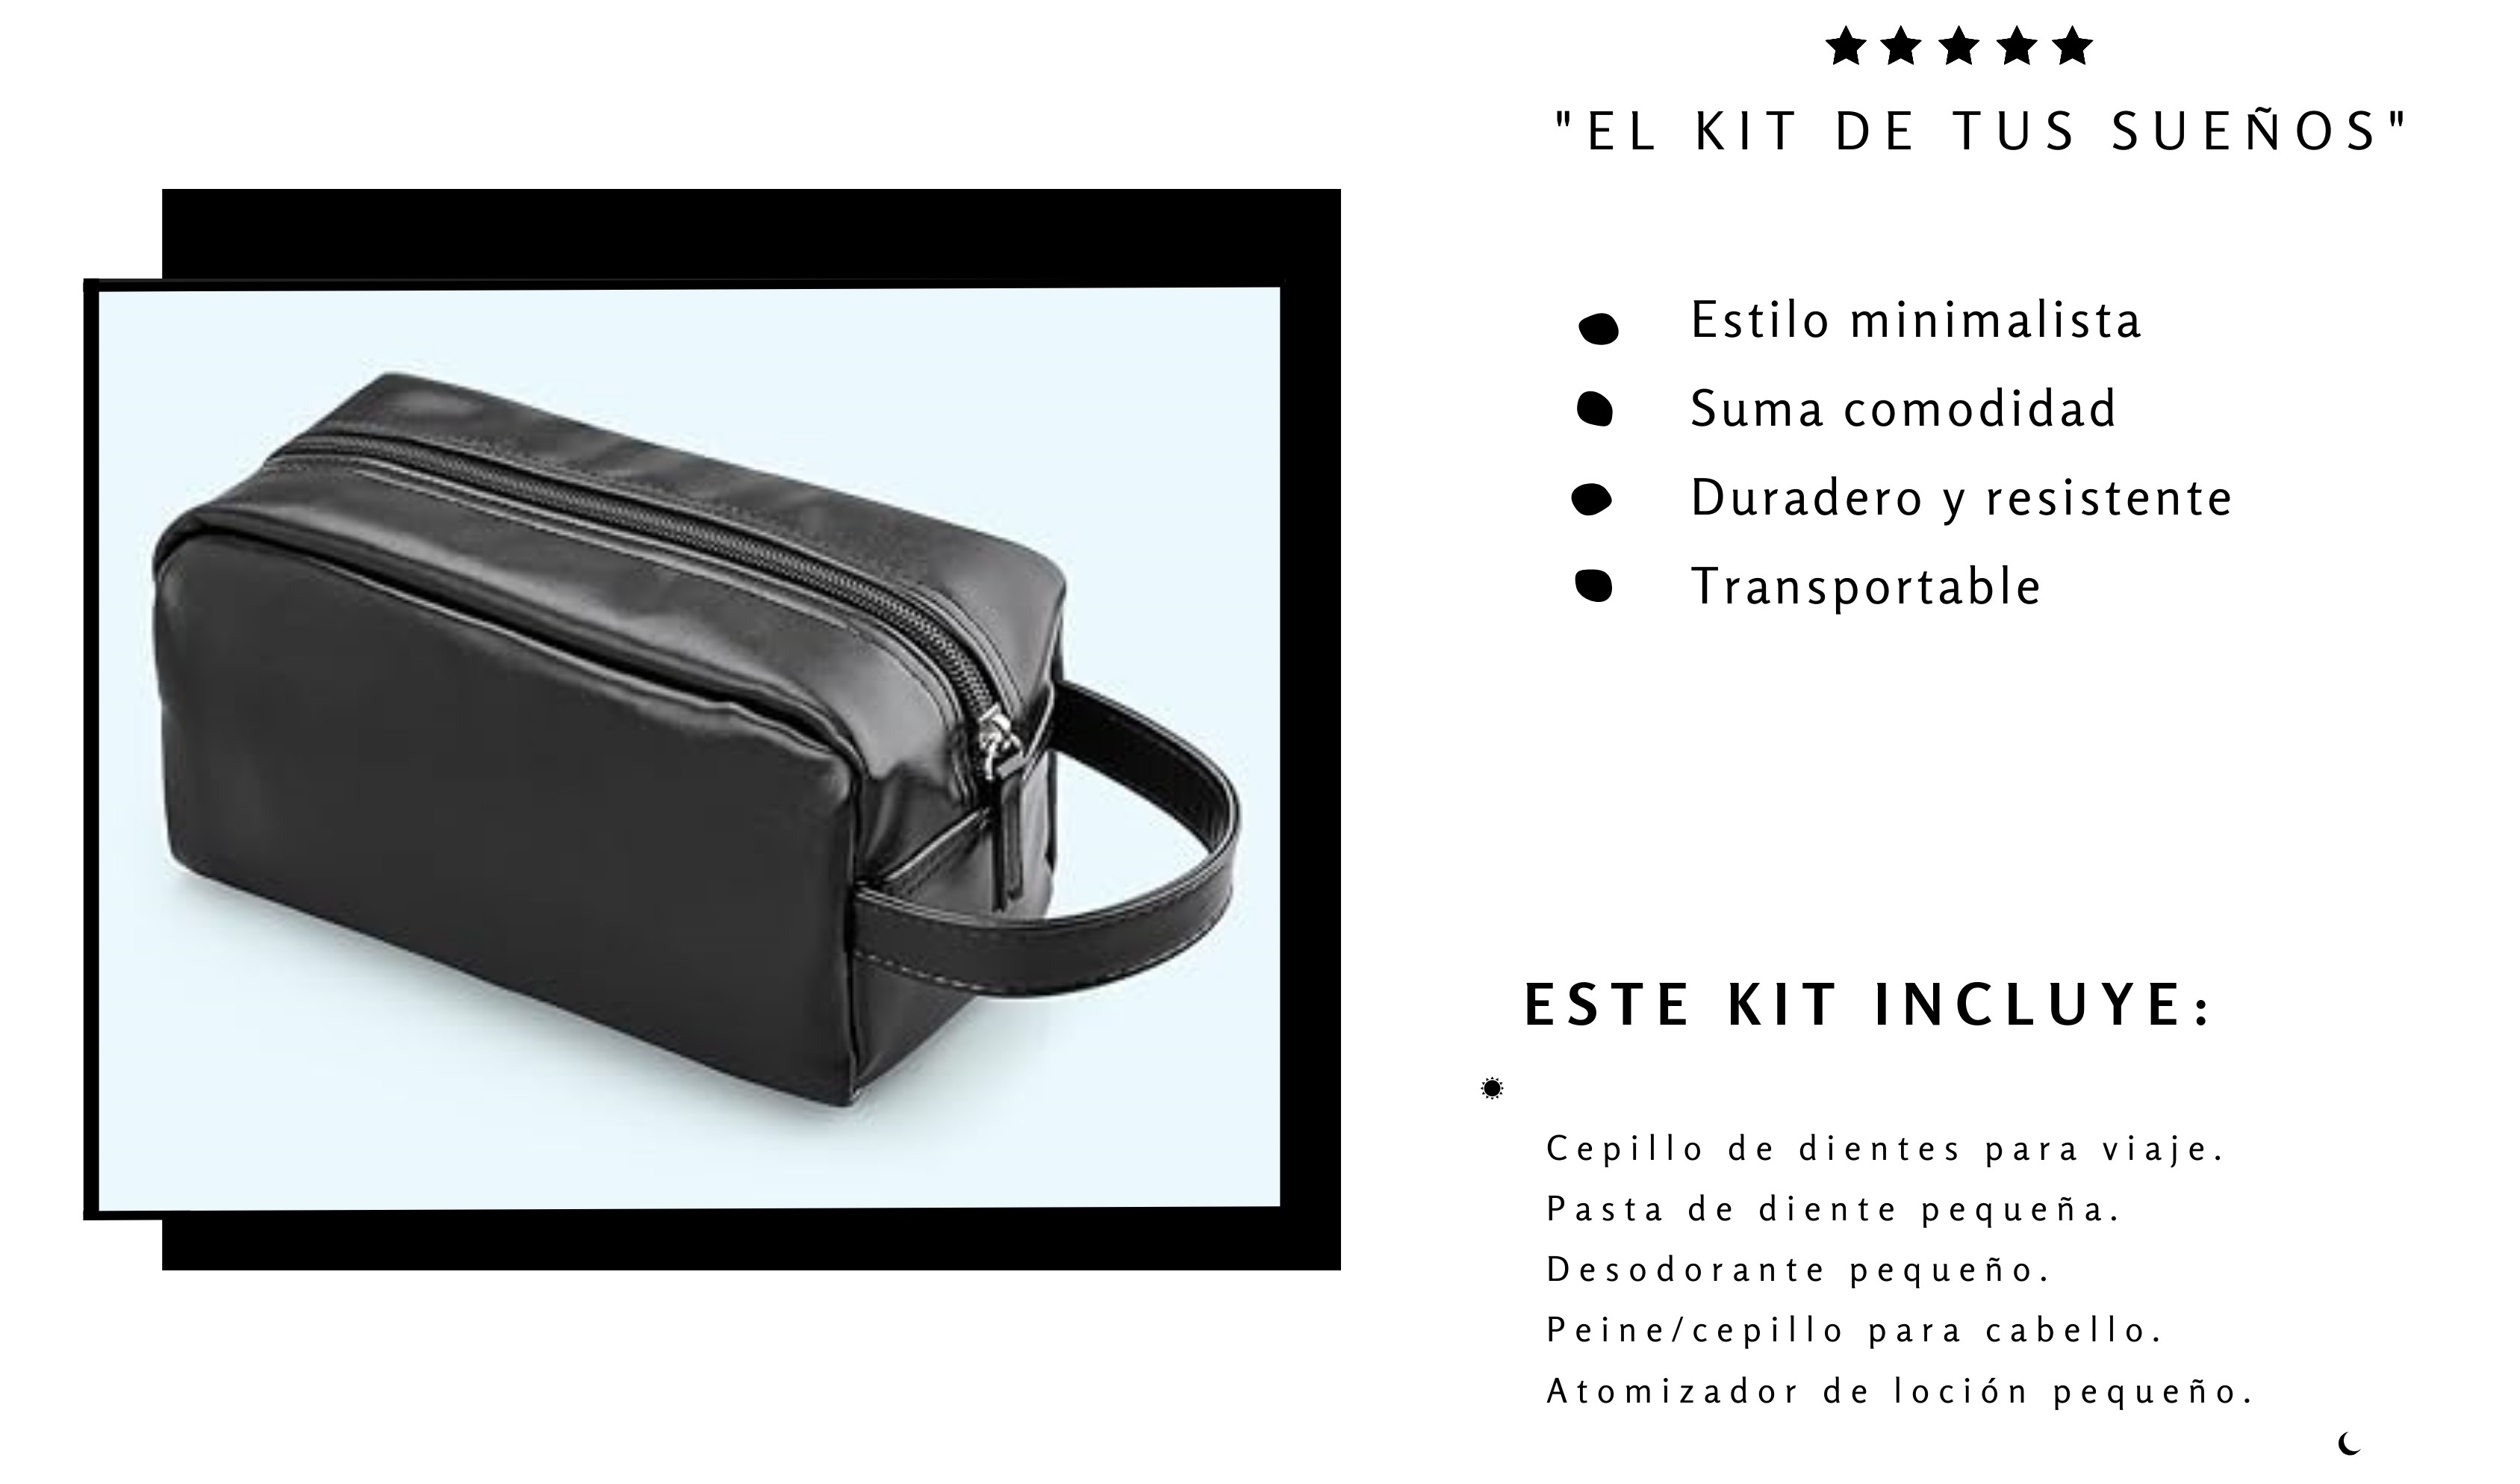 "EL KIT DE TUS SUEÑOS"
Estilo minimalista
Suma comodidad
Duradero y resistente
Transportable
ESTE KIT INCLUYE:
Cepillo de dientes para viaje.
Pasta de diente pequeña.
Desodorante pequeño.
Peine/cepillo para cabello.
Atomizador de loción pequeño.